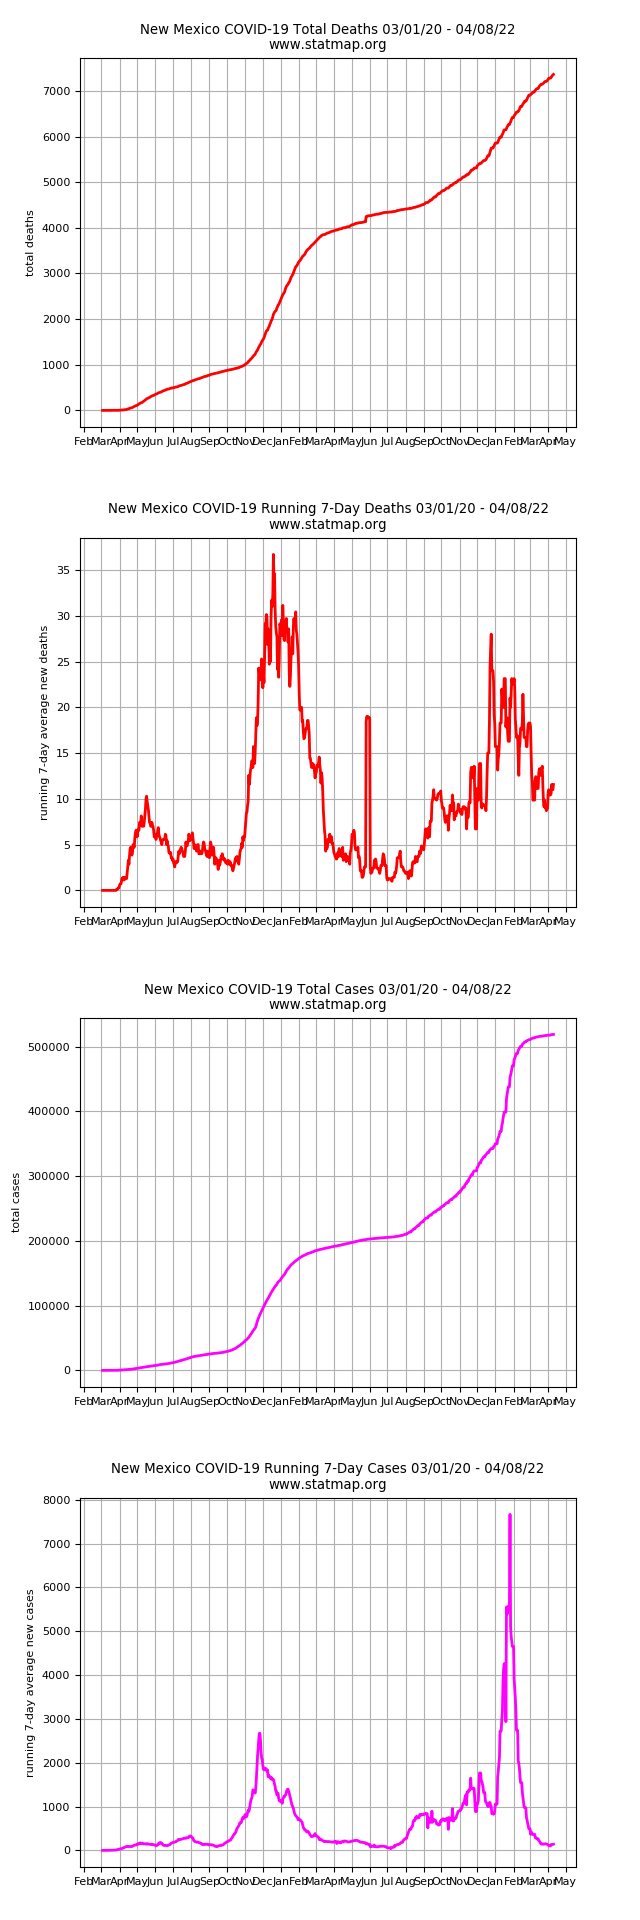 New Mexico COVID-19 Total Deaths 03/01/20 - 04/08/22
www.statmap.org
7000
6000
5000
4000
3000
2000
1000
0
total deaths
Feb Mar Apr May Jun Jul Aug Sep Oct Nov Dec Jan Feb Mar Apr May Jun Jul Aug Sep Oct Nov Dec Jan Feb Mar Apr May
New Mexico COVID-19 Running 7-Day Deaths 03/01/20 - 04/08/22
www.statmap.org
35
30
25
20
15
10
5
0
running 7-day average new deaths
Feb Mar Apr May Jun Jul Aug Sep Oct Nov Dec Jan Feb Mar Apr May Jun Jul Aug Sep Oct Nov Dec Jan Feb Mar Apr May
New Mexico COVID-19 Total Cases 03/01/20 - 04/08/22
www.statmap.org
500000
400000
300000
200000
100000
0
total cases
Feb Mar Apr May Jun Jul Aug Sep Oct Nov Dec Jan Feb Mar Apr May Jun Jul Aug Sep Oct Nov Dec Jan Feb Mar Apr May
New Mexico COVID-19 Running 7-Day Cases 03/01/20 - 04/08/22
www.statmap.org
8000
7000
6000
5000
4000
3000
2000
1000
0
running 7-day average new cases
Feb Mar Apr May Jun Jul Aug Sep Oct Nov Dec Jan Feb Mar Apr May Jun Jul Aug Sep Oct Nov Dec Jan Feb Mar Apr May